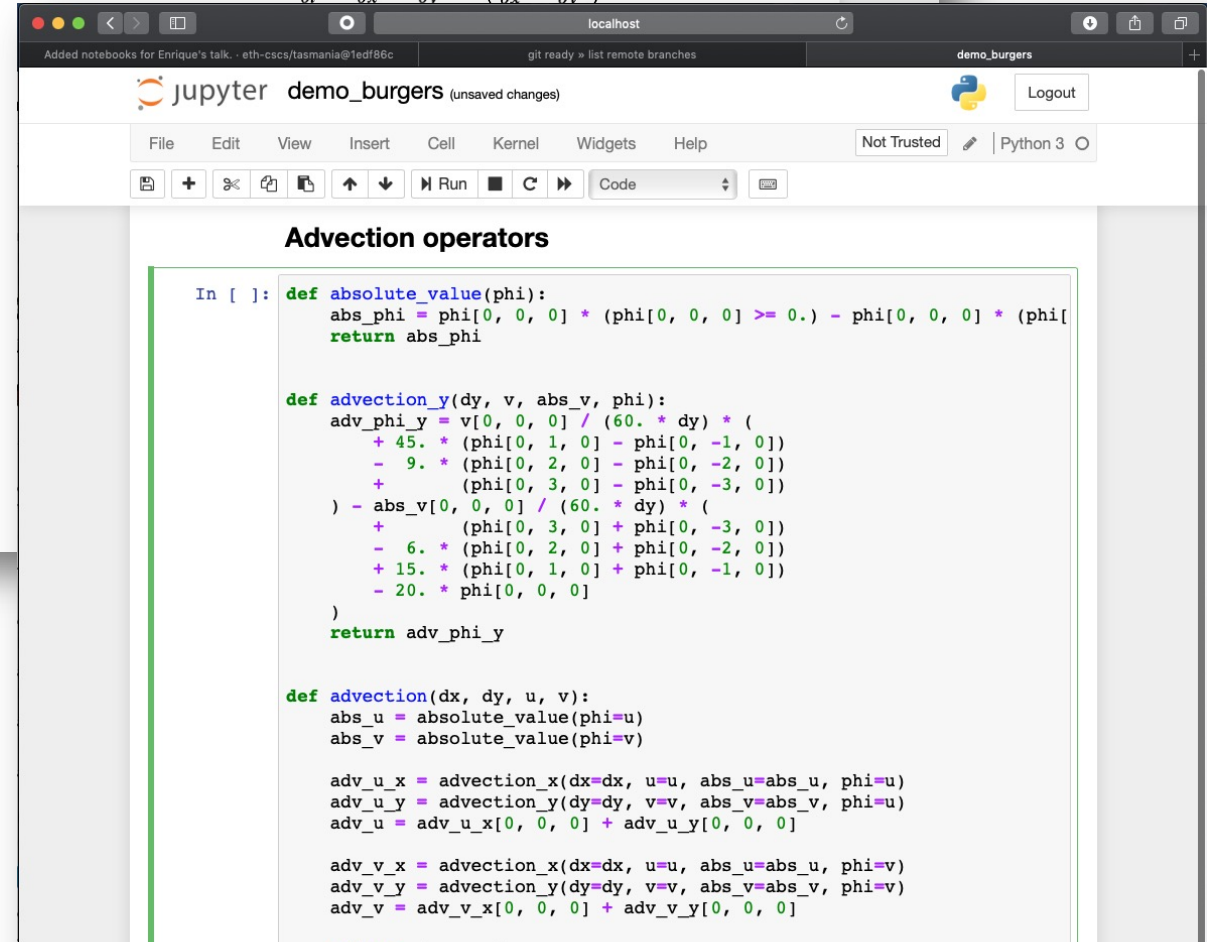 localhost
Added notebooks for Enrique's talk. · eth-cscs/tasmania@1edf86c
git ready » list remote branches
demo_burgers
jupyter demo_burgers (unsaved changes)
Logout
File Edit View Insert Cell Kernel Widgets Help Not Trusted Python 3
Run Code
Advection operators
In [ ]: def absolute_value(phi):
    abs_phi = phi[0, 0, 0] * (phi[0, 0, 0] >= 0.) - phi[0, 0, 0] * (phi[
    return abs_phi
def advection_y(dy, v, abs_v, phi):
    adv_phi_y = v[0, 0, 0] / (60. * dy) * (
        + 45. * (phi[0, 1, 0] - phi[0, -1, 0])
        -  9. * (phi[0, 2, 0] - phi[0, -2, 0])
        +       (phi[0, 3, 0] - phi[0, -3, 0])
    ) - abs_v[0, 0, 0] / (60. * dy) * (
        +       (phi[0, 3, 0] + phi[0, -3, 0])
        -  6. * (phi[0, 2, 0] + phi[0, -2, 0])
        + 15. * (phi[0, 1, 0] + phi[0, -1, 0])
        - 20. * phi[0, 0, 0]
    )
    return adv_phi_y
def advection(dx, dy, u, v):
    abs_u = absolute_value(phi=u)
    abs_v = absolute_value(phi=v)
    adv_u_x = advection_x(dx=dx, u=u, abs_u=abs_u, phi=u)
    adv_u_y = advection_y(dy=dy, v=v, abs_v=abs_v, phi=u)
    adv_u = adv_u_x[0, 0, 0] + adv_u_y[0, 0, 0]
    adv_v_x = advection_x(dx=dx, u=u, abs_u=abs_u, phi=v)
    adv_v_y = advection_y(dy=dy, v=v, abs_v=abs_v, phi=v)
    adv_v = adv_v_x[0, 0, 0] + adv_v_y[0, 0, 0]